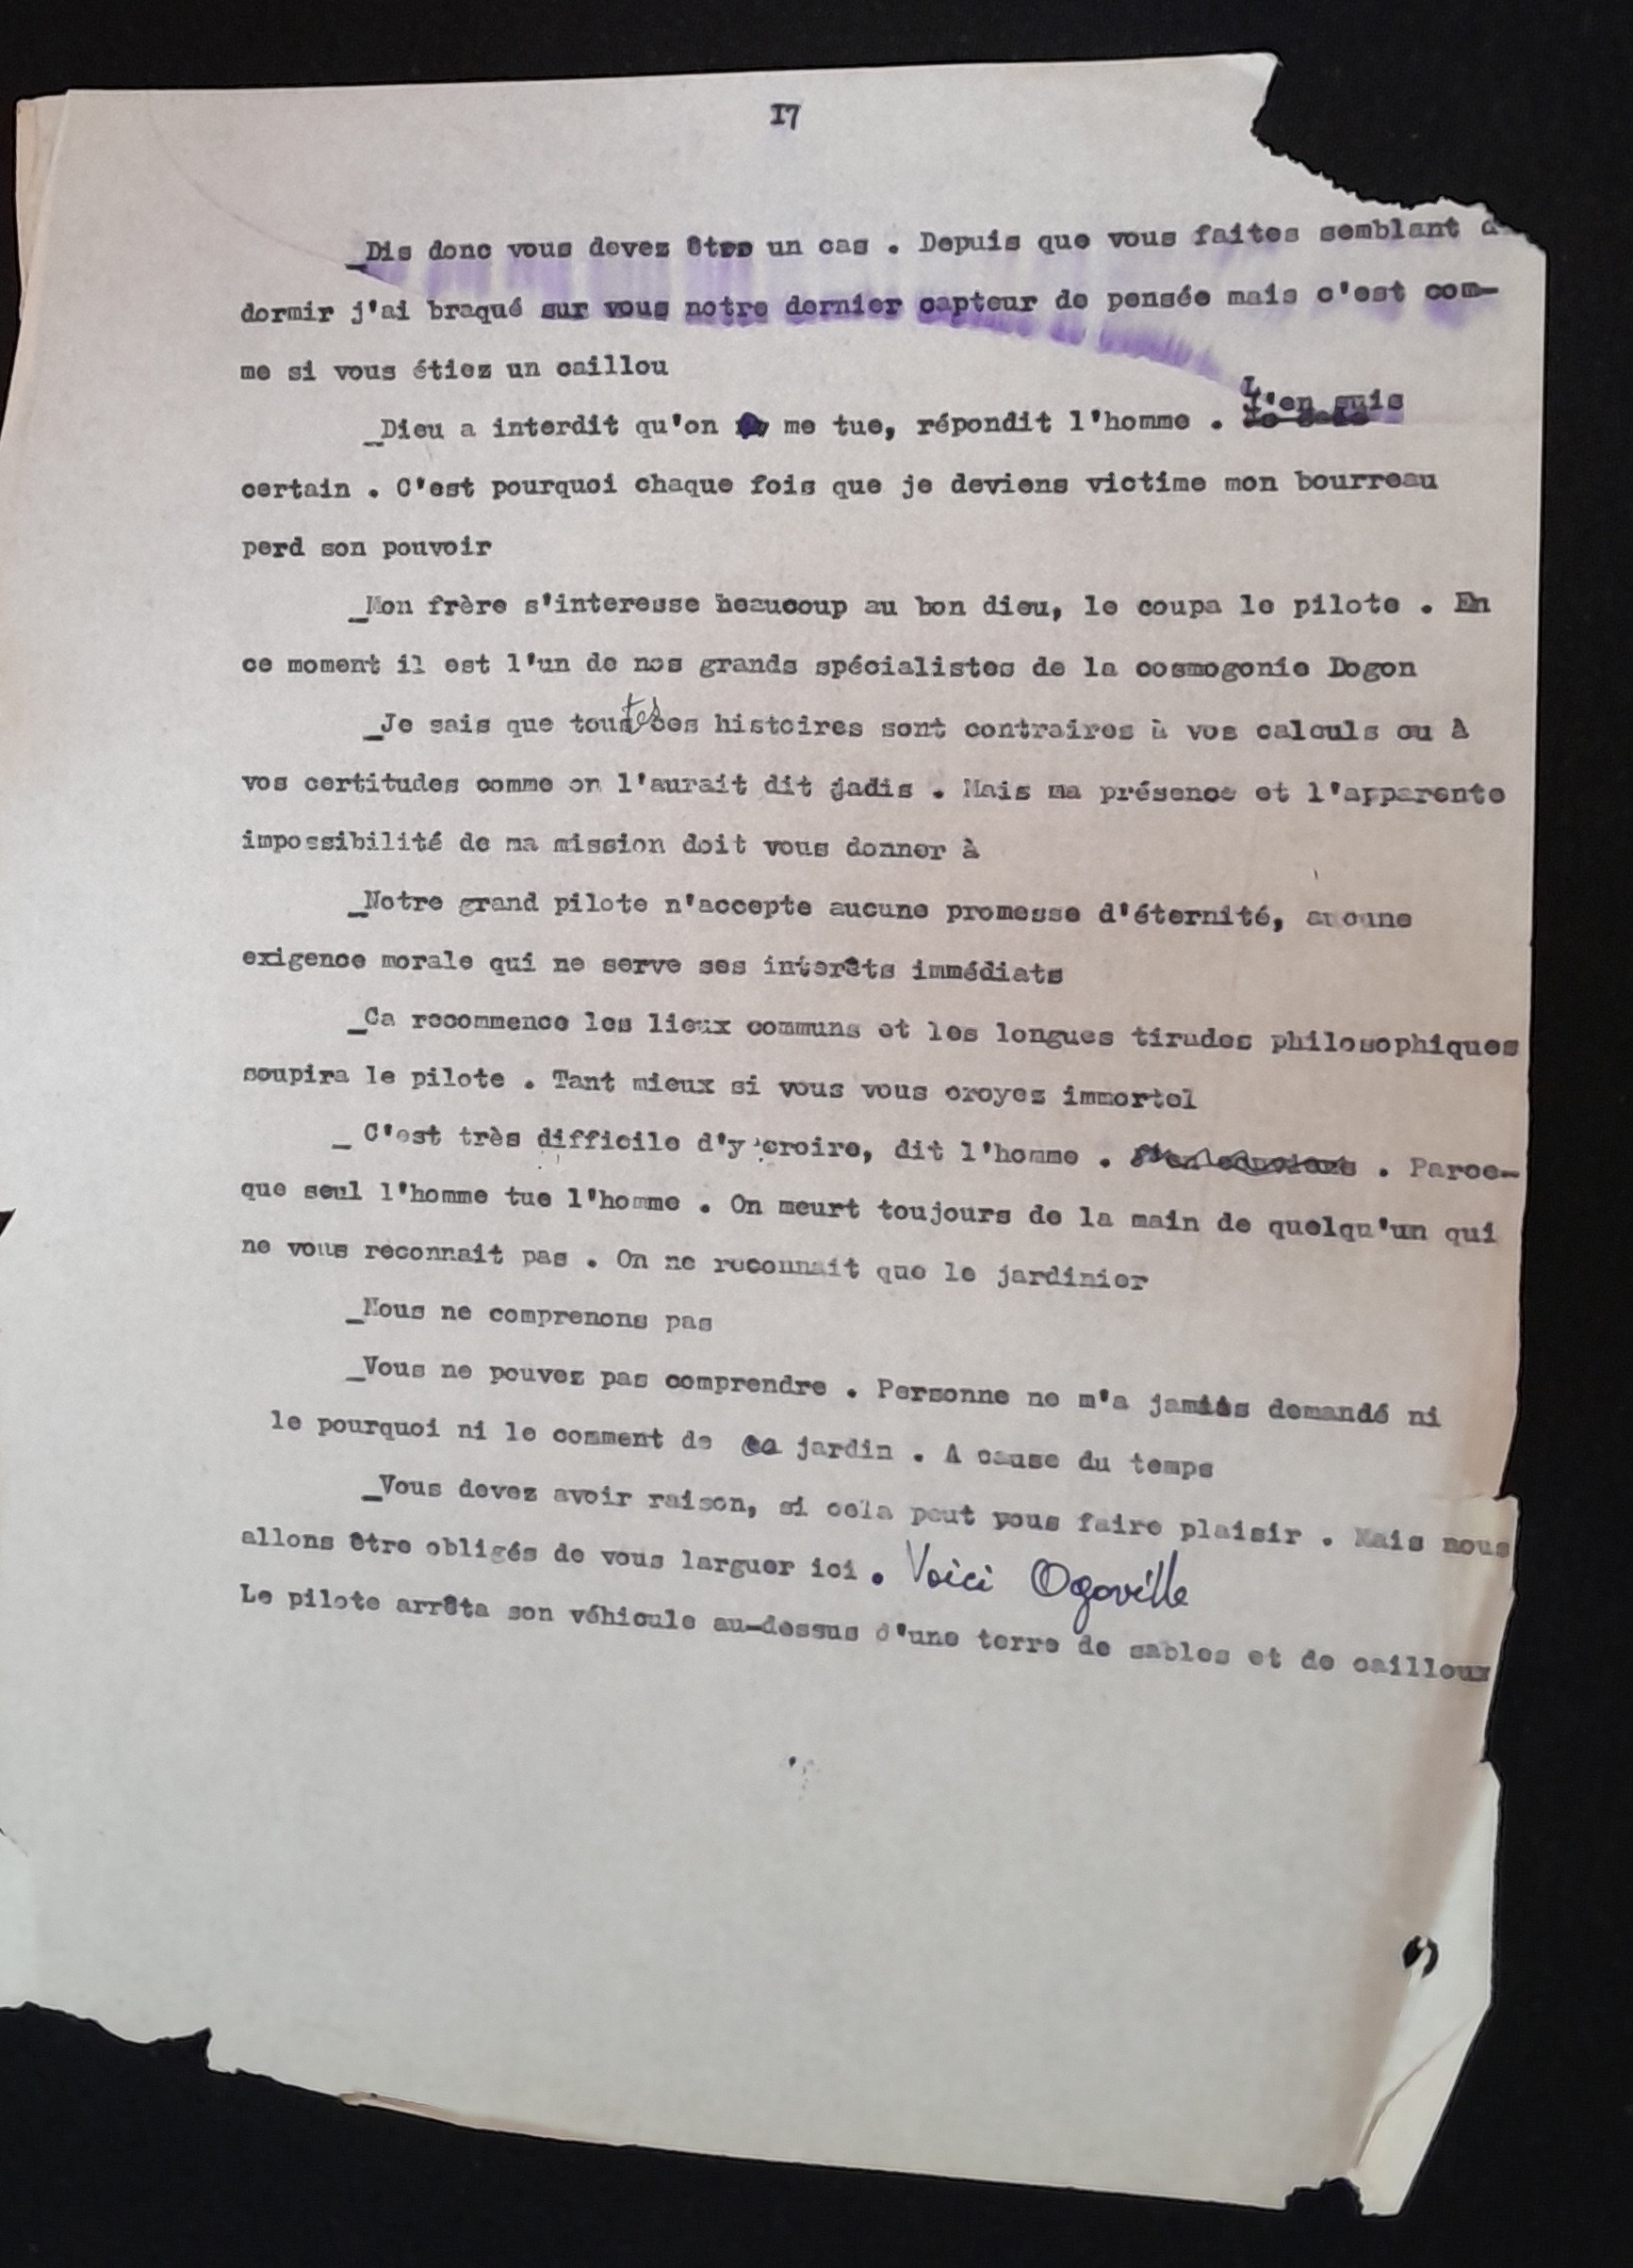 I7
_Dis donc vous devez être un cas . Depuis que vous faites semblant d
dormir j'ai braqué sur vous notre dernier capteur de pensée mais c'est com-
me si vous étiez un caillou
_Dieu a interdit qu'on me tue, répondit l'homme . J'en suis
certain . C'est pourquoi chaque fois que je deviens victime mon bourreau
perd son pouvoir
_Mon frère s'interesse beaucoup au bon dieu, le coupa le pilote . En
ce moment il est l'un de nos grands spécialistes de la cosmogonie Dogon
_Je sais que toutes ces histoires sont contraires à vos calculs ou à
vos certitudes comme on l'aurait dit jadis . Mais ma présence et l'apparente
impossibilité de ma mission doit vous donner à
_Notre grand pilote n'accepte aucune promesse d'éternité, aucune
exigence morale qui ne serve ses interêts immédiats
_Ca recommence les lieux communs et les longues tirades philosophiques
soupira le pilote . Tant mieux si vous vous croyez immortel
_ C'est très difficile d'y croire, dit l'homme . . Parce-
que seul l'homme tue l'homme . On meurt toujours de la main de quelqu'un qui
ne vous reconnait pas . On ne reconnait que le jardinier
_Nous ne comprenons pas
_Vous ne pouvez pas comprendre . Personne ne m'a jamais demandé ni
le pourquoi ni le comment de jardin . A cause du temps
_Vous devez avoir raison, si cela peut vous faire plaisir . Mais nous
allons être obligés de vous larguer ici . Voici Ogoville
Le pilote arrêta son véhicule au-dessus d'une terre de sables et de cailloux